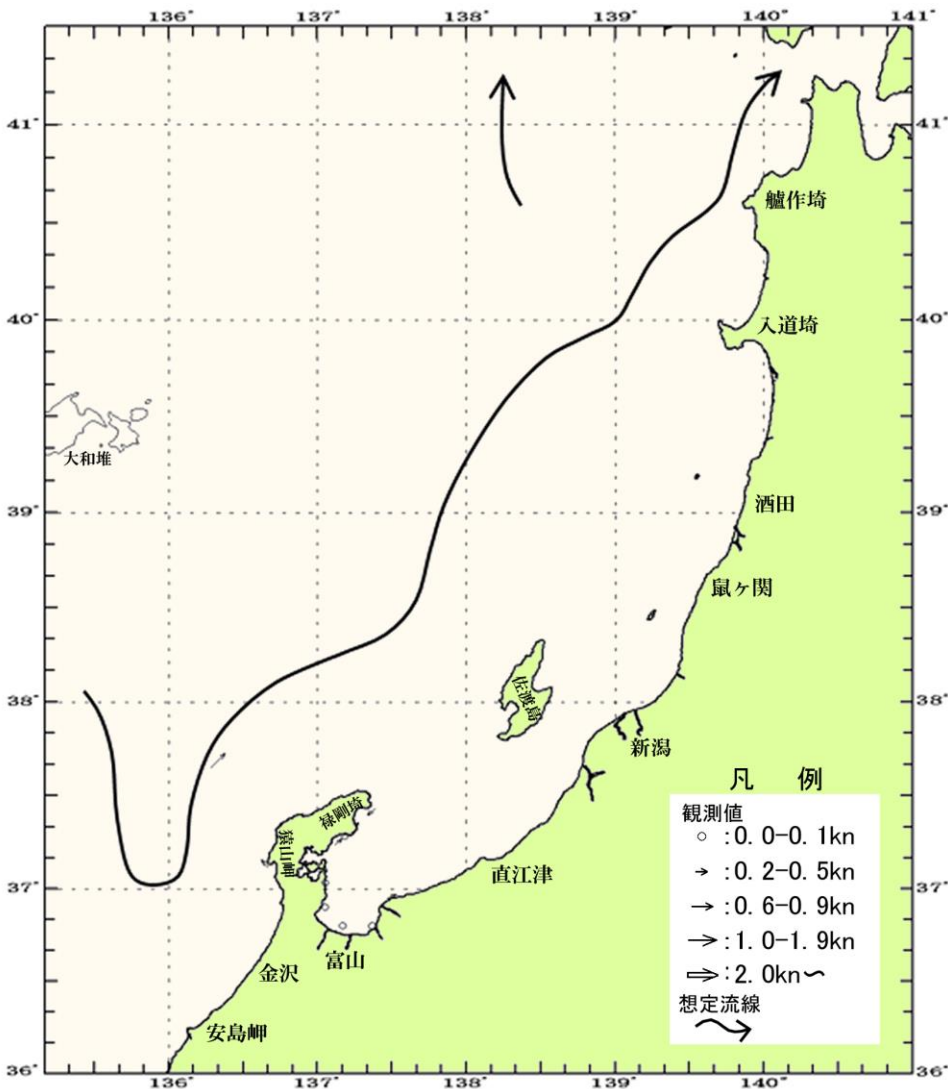 136° 137° 138° 139° 140° 141°
41° 41°
艫作埼
40° 入道埼 40°
大和堆
39° 酒田 39°
鼠ヶ関
38° 佐渡島 38°
新潟
禄剛埼
猿山岬
37° 直江津 37°
富山
金沢
安島岬
36° 36°
136° 137° 138° 139° 140°
凡 例
観測値
:0.0-0.1kn
:0.2-0.5kn
:0.6-0.9kn
:1.0-1.9kn
:2.0kn～
想定流線